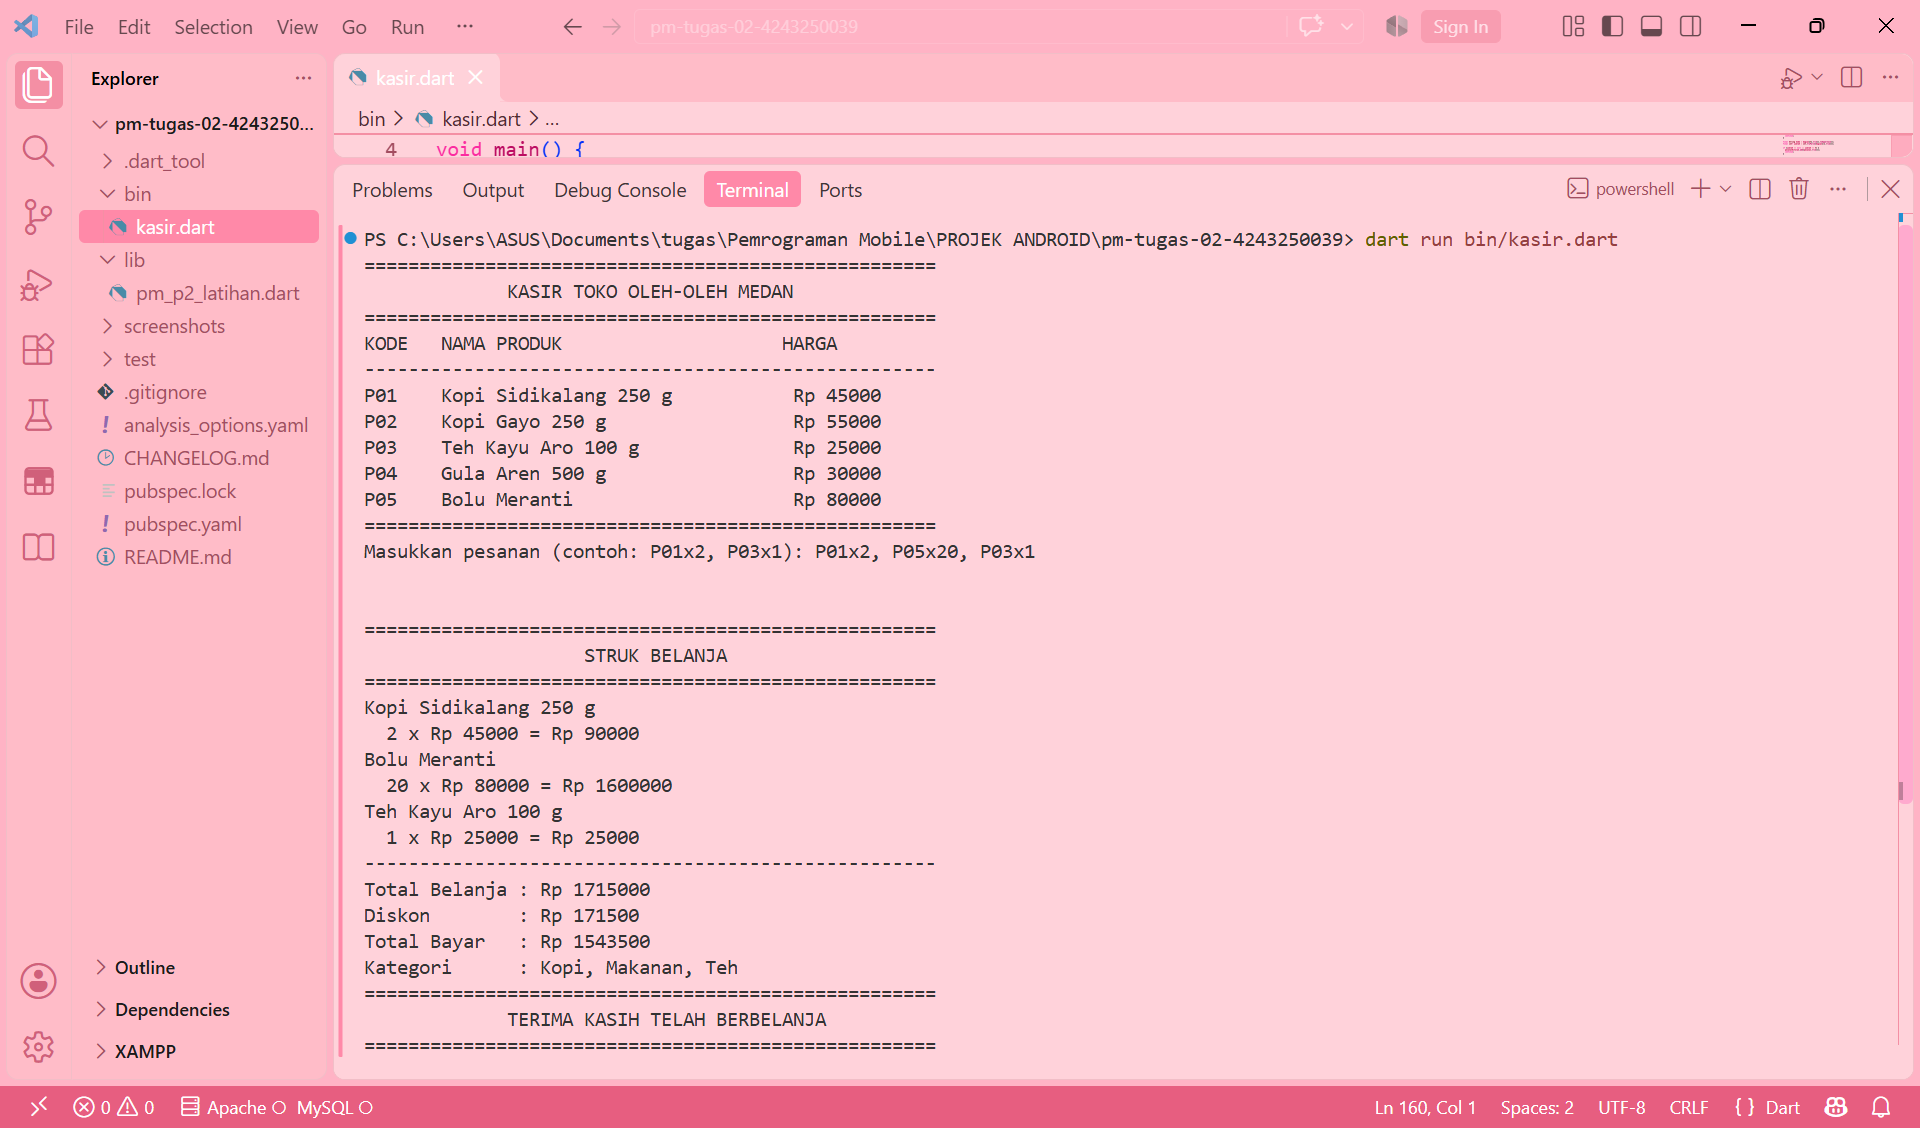 File Edit Selection View Go Run ··· pm-tugas-02-4243250039 Sign In
Explorer ···
kasir.dart
pm-tugas-02-4243250...
bin > kasir.dart > ...
4 void main() {
.dart_tool
bin
kasir.dart
lib
pm_p2_latihan.dart
screenshots
test
.gitignore
! analysis_options.yaml
CHANGELOG.md
pubspec.lock
! pubspec.yaml
README.md
Outline
Dependencies
XAMPP
Problems Output Debug Console Terminal Ports powershell
PS C:\Users\ASUS\Documents\tugas\Pemrograman Mobile\PROJEK ANDROID\pm-tugas-02-4243250039> dart run bin/kasir.dart
====================================================
KASIR TOKO OLEH-OLEH MEDAN
====================================================
KODE NAMA PRODUK HARGA
----------------------------------------------------
P01 Kopi Sidikalang 250 g Rp 45000
P02 Kopi Gayo 250 g Rp 55000
P03 Teh Kayu Aro 100 g Rp 25000
P04 Gula Aren 500 g Rp 30000
P05 Bolu Meranti Rp 80000
====================================================
Masukkan pesanan (contoh: P01x2, P03x1): P01x2, P05x20, P03x1
====================================================
STRUK BELANJA
====================================================
Kopi Sidikalang 250 g
2 x Rp 45000 = Rp 90000
Bolu Meranti
20 x Rp 80000 = Rp 1600000
Teh Kayu Aro 100 g
1 x Rp 25000 = Rp 25000
----------------------------------------------------
Total Belanja : Rp 1715000
Diskon : Rp 171500
Total Bayar : Rp 1543500
Kategori : Kopi, Makanan, Teh
====================================================
TERIMA KASIH TELAH BERBELANJA
====================================================
0 0 Apache MySQL Ln 160, Col 1 Spaces: 2 UTF-8 CRLF { } Dart